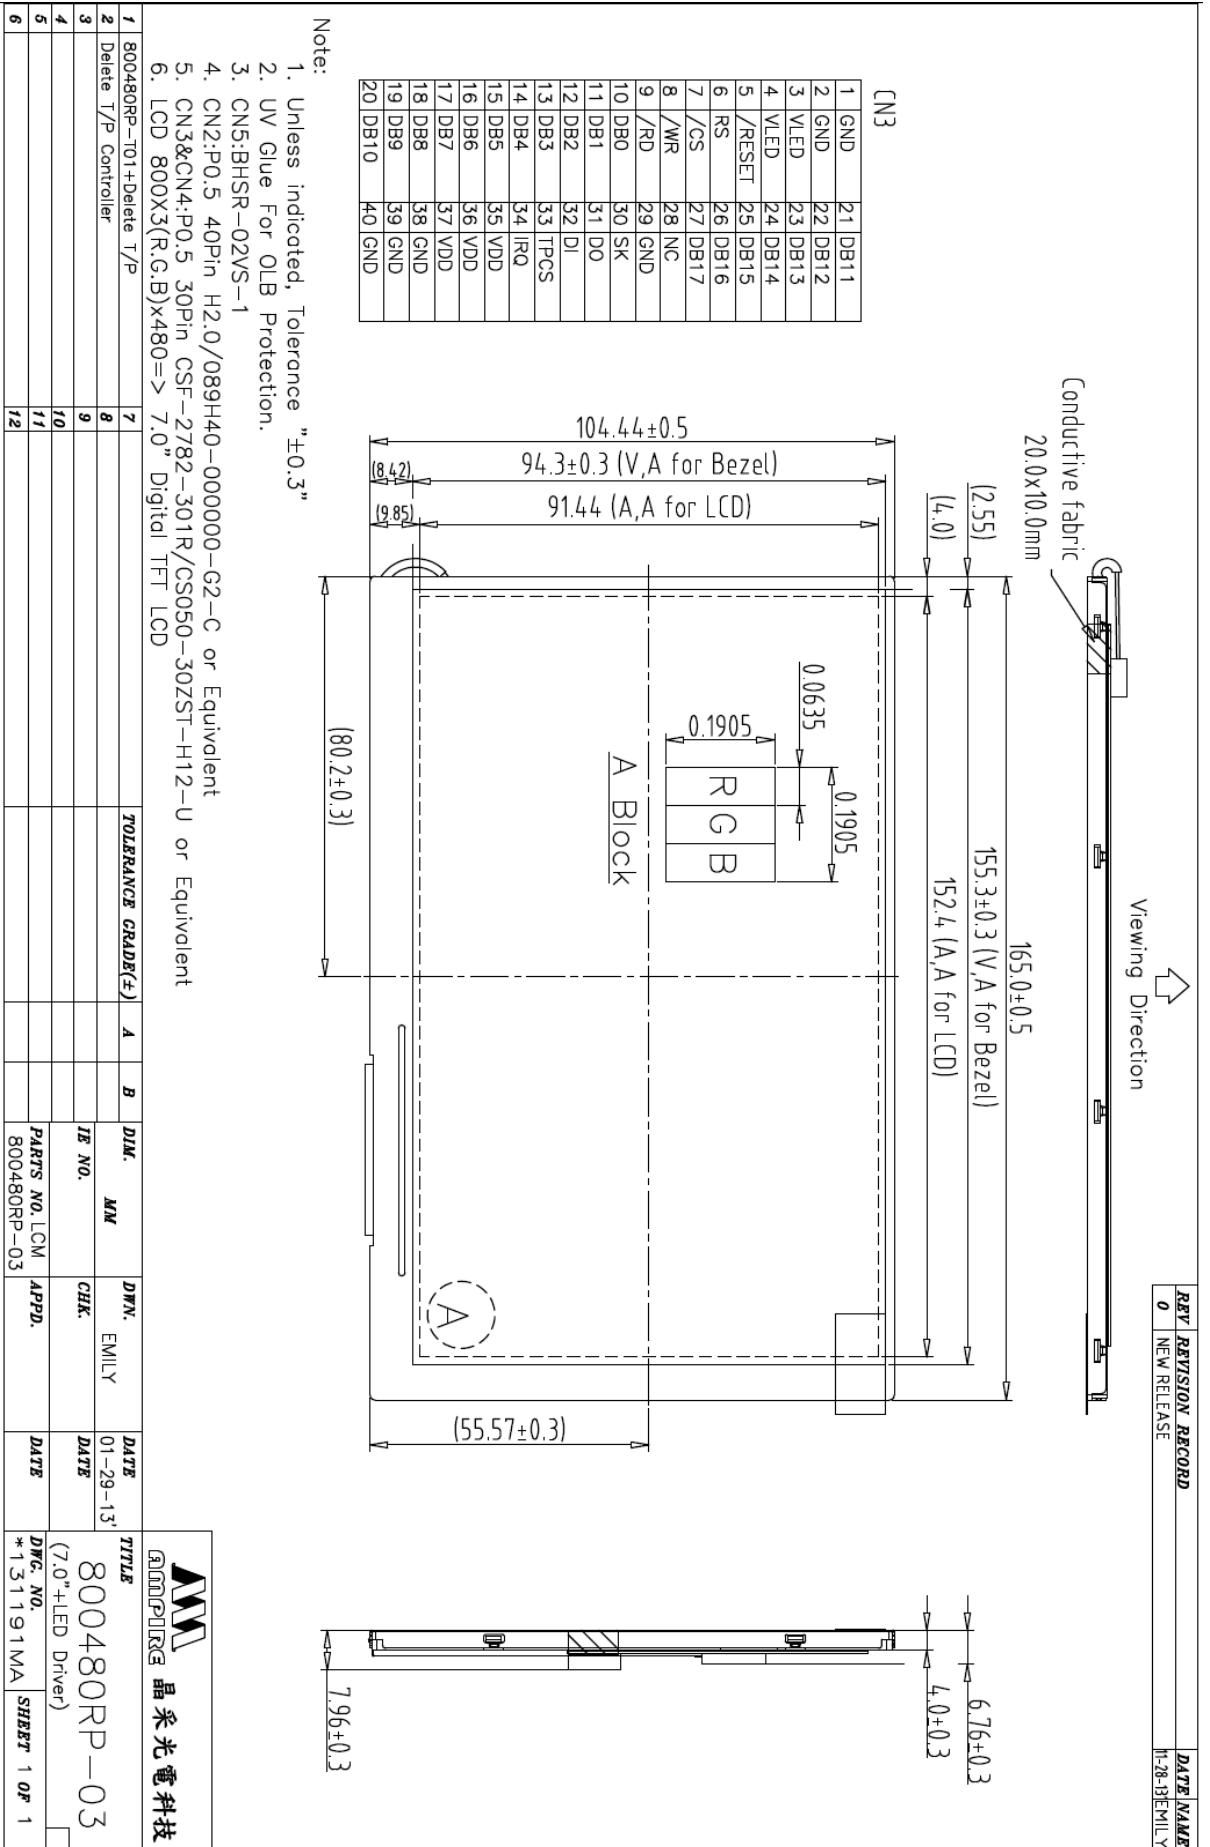 REV REVISION RECORD DATE NAME
0 NEW RELEASE 11-28-13' EMILY
Viewing Direction
Conductive fabric
20.0x10.0mm
165.0±0.5
155.3±0.3 (V,A for Bezel)
152.4 (A,A for LCD)
(2.55)
(4.0)
104.44±0.5
94.3±0.3 (V,A for Bezel)
91.44 (A,A for LCD)
(8.42)
(9.85)
0.1905
0.0635
0.1905
R G B
A Block
A
(80.2±0.3)
(55.57±0.3)
6.76±0.3
4.0±0.3
7.96±0.3
CN3
1 GND 21 DB11
2 GND 22 DB12
3 VLED 23 DB13
4 VLED 24 DB14
5 /RESET 25 DB15
6 RS 26 DB16
7 /CS 27 DB17
8 /WR 28 NC
9 /RD 29 GND
10 DB0 30 SK
11 DB1 31 DO
12 DB2 32 DI
13 DB3 33 TPCS
14 DB4 34 IRQ
15 DB5 35 VDD
16 DB6 36 VDD
17 DB7 37 VDD
18 DB8 38 GND
19 DB9 39 GND
20 DB10 40 GND
Note:
1. Unless indicated, Tolerance "±0.3"
2. UV Glue For OLB Protection.
3. CN5:BHSR-02VS-1
4. CN2:P0.5 40Pin H2.0/089H40-000000-G2-C or Equivalent
5. CN3&CN4:P0.5 30Pin CSF-2782-301R/CS050-30ZST-H12-U or Equivalent
6. LCD 800X3(R.G.B)x480=> 7.0" Digital TFT LCD
AMPIRE 晶采光電科技
1 800480RP-T01+Delete T/P 7 TOLERANCE GRADE(±) A B
2 Delete T/P Controller 8
3 9
4 10
5 11
6 12
DIM. MM
IE NO.
PARTS NO. LCM
800480RP-03
DWN. EMILY
CHK.
APPD.
DATE
01-29-13'
DATE
DATE
TITLE
800480RP-03
(7.0"+LED Driver)
DWG. NO.
*131191MA
SHEET 1 OF 1